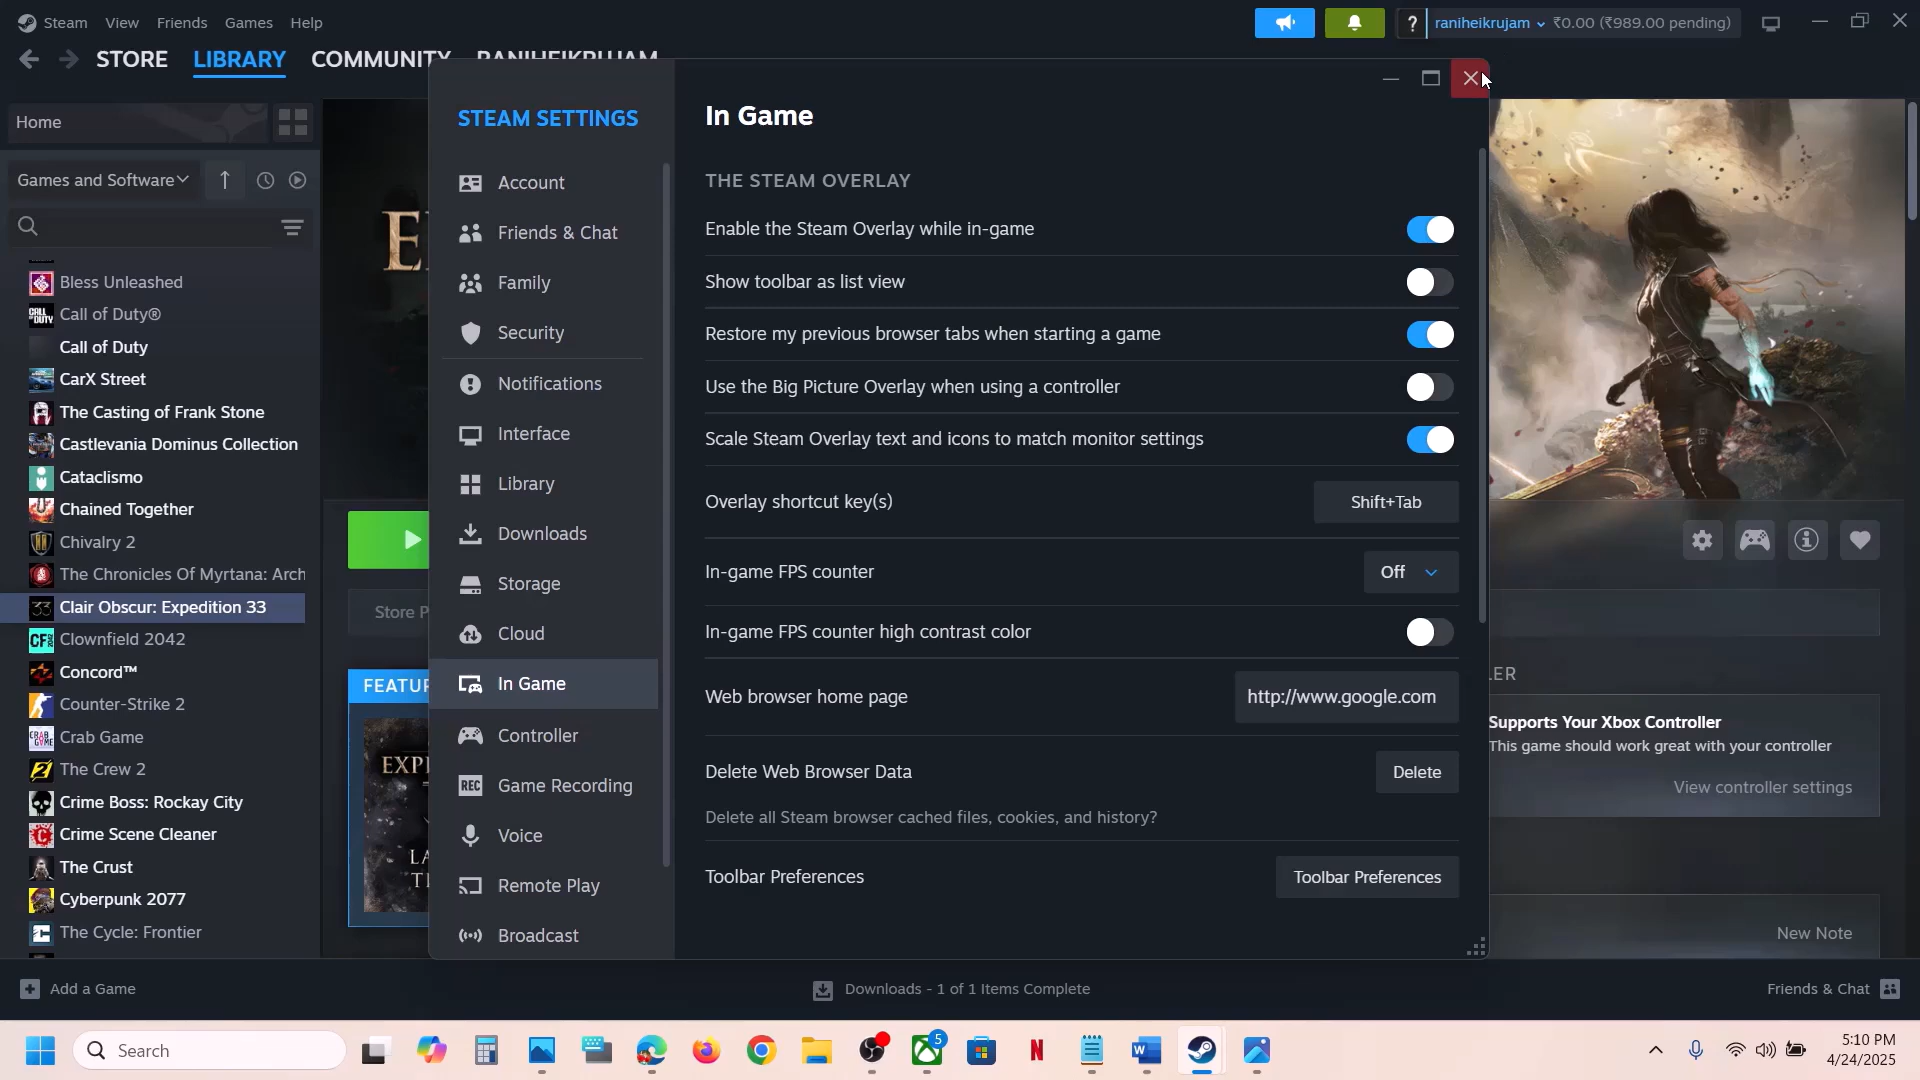 Steam View Friends Games Help
? raniheikrujam ₹0.00 (₹989.00 pending)
STORE LIBRARY COMMUNITY RANIHEIKRUJAM
Home
Games and Software
Bless Unleashed
Call of Duty®
Call of Duty
CarX Street
The Casting of Frank Stone
Castlevania Dominus Collection
Cataclismo
Chained Together
Chivalry 2
The Chronicles Of Myrtana: Arch
Clair Obscur: Expedition 33
Clownfield 2042
Concord™
Counter-Strike 2
Crab Game
The Crew 2
Crime Boss: Rockay City
Crime Scene Cleaner
The Crust
Cyberpunk 2077
The Cycle: Frontier
STEAM SETTINGS
Account
Friends & Chat
Family
Security
Notifications
Interface
Library
Downloads
Storage
Cloud
In Game
Controller
REC Game Recording
Voice
Remote Play
Broadcast
In Game
THE STEAM OVERLAY
Enable the Steam Overlay while in-game
Show toolbar as list view
Restore my previous browser tabs when starting a game
Use the Big Picture Overlay when using a controller
Scale Steam Overlay text and icons to match monitor settings
Overlay shortcut key(s) Shift+Tab
In-game FPS counter Off
In-game FPS counter high contrast color
Web browser home page http://www.google.com
Delete Web Browser Data Delete
Delete all Steam browser cached files, cookies, and history?
Toolbar Preferences Toolbar Preferences
Store P
FEATUR
EXP
LA
T
LER
Supports Your Xbox Controller
This game should work great with your controller
View controller settings
New Note
Add a Game
Downloads - 1 of 1 Items Complete
Friends & Chat
Search
5
5:10 PM
4/24/2025